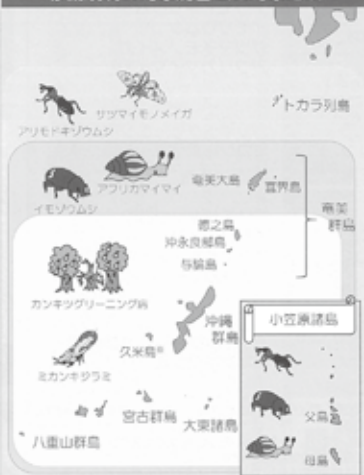 トカラ列島
サツマイモノメイガ
アリモドキゾウムシ
アフリカマイマイ
奄美大島
喜界島
イモゾウムシ
奄美
群島
徳之島
沖永良部島
与論島
カンキツグリーニング病
沖縄
群島
小笠原諸島
久米島※
ミカンキジラミ
父島
宮古群島
大東諸島
八重山群島
母島